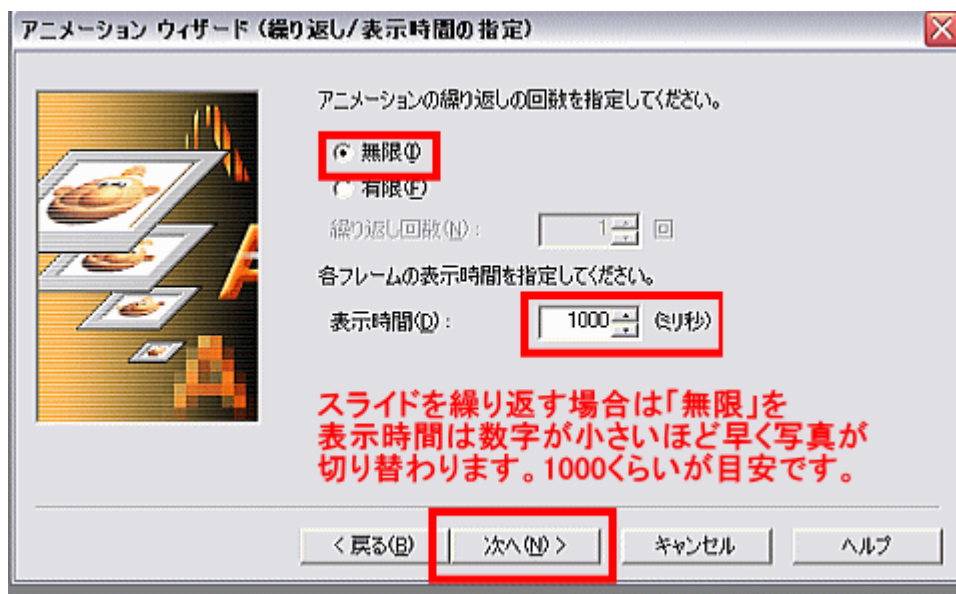 アニメーション ウィザード (繰り返し/表示時間の指定)
アニメーションの繰り返しの回数を指定してください。
無限(I)
有限(F)
繰り返し回数(N): 1 回
各フレームの表示時間を指定してください。
表示時間(D): 1000 (ミリ秒)
スライドを繰り返す場合は「無限」を
表示時間は数字が小さいほど早く写真が
切り替わります。1000くらいが目安です。
< 戻る(B) 次へ(N) > キャンセル ヘルプ